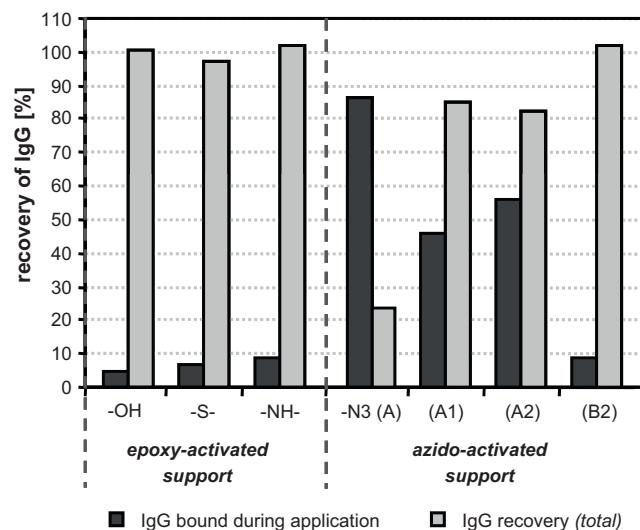 recovery of IgG [%]
110
100
90
80
70
60
50
40
30
20
10
0
-OH
-S-
-NH-
-N3 (A)
(A1)
(A2)
(B2)
epoxy-activated
support
azido-activated
support
IgG bound during application
IgG recovery (total)